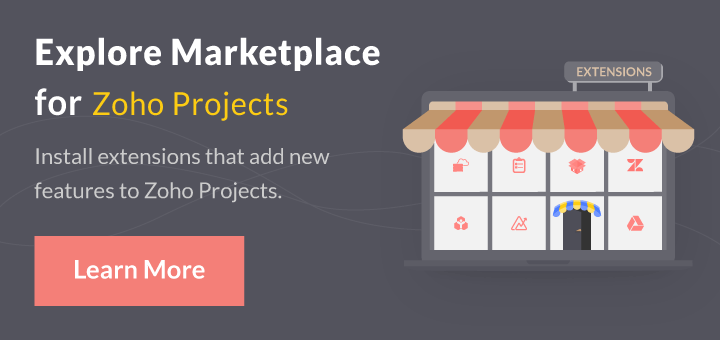 Explore Marketplace
for Zoho Projects
Install extensions that add new
features to Zoho Projects.
Learn More
EXTENSIONS